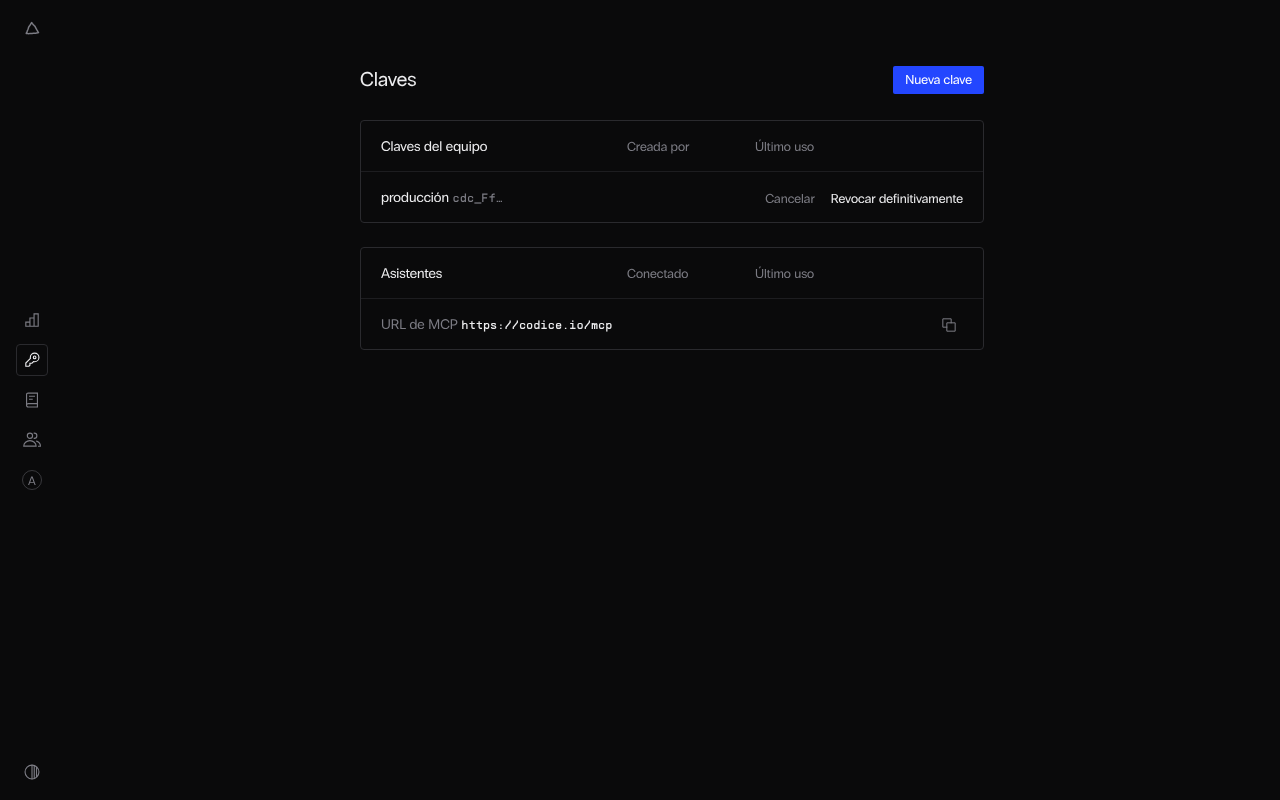 Claves
Nueva clave
Claves del equipo Creada por Último uso
producción cdc_Ff… Cancelar Revocar definitivamente
Asistentes Conectado Último uso
URL de MCP https://codice.io/mcp
A